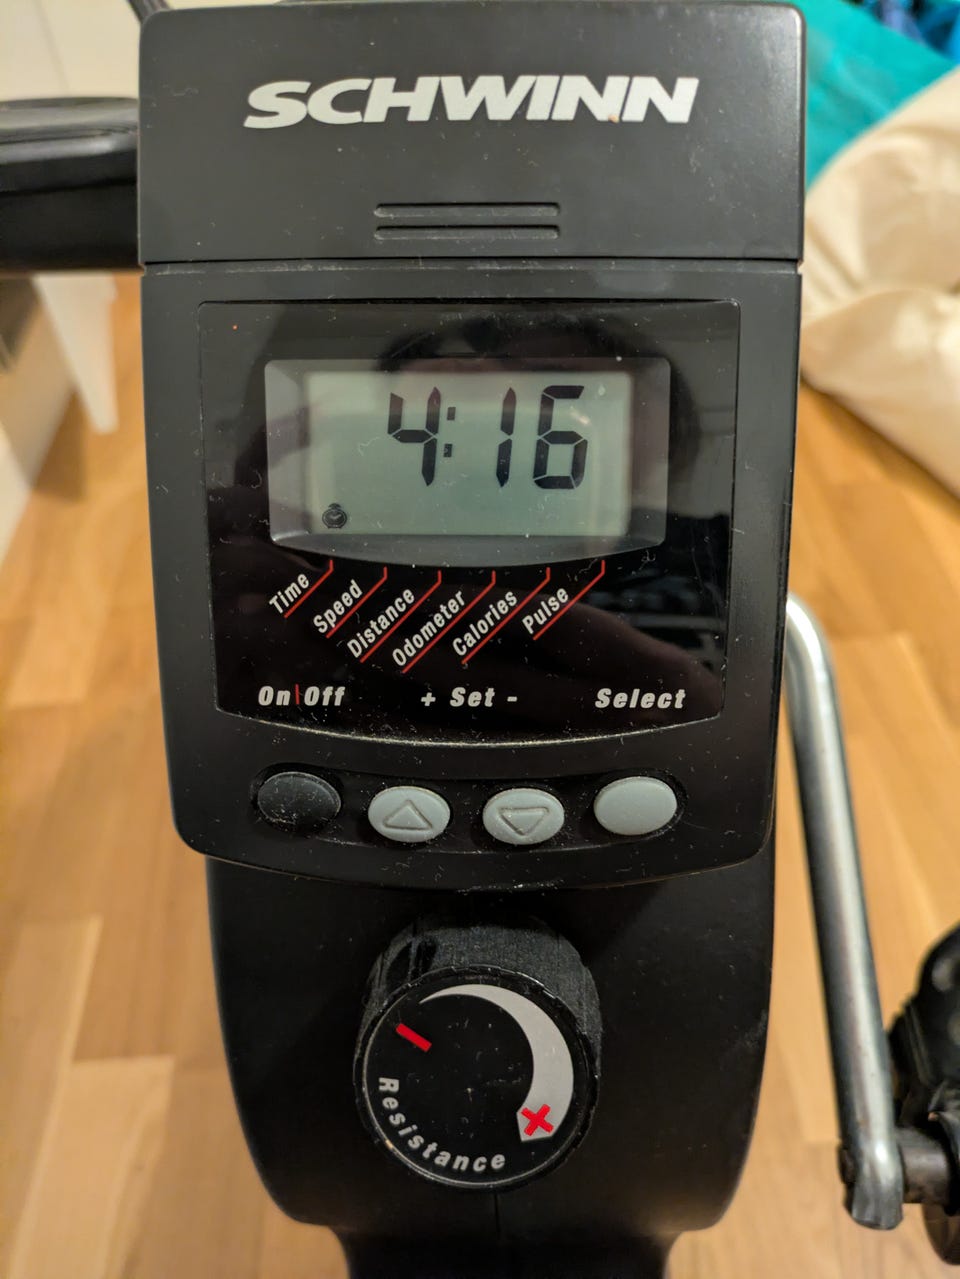 SCHWINN
4:16
Time
Speed
Distance
Odometer
Calories
Pulse
On|Off
+ Set -
Select
Resistance